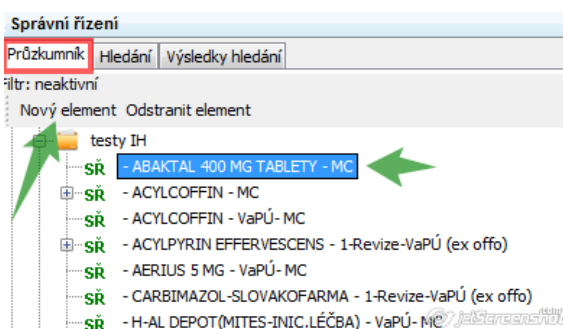 Správní řízení
Průzkumník Hledání Výsledky hledání
Filtr: neaktivní
Nový element Odstranit element
testy IH
SŘ - ABAKTAL 400 MG TABLETY - MC
SŘ - ACYLCOFFIN - MC
SŘ - ACYLCOFFIN - VaPÚ- MC
SŘ - ACYLPYRIN EFFERVESCENS - 1-Revize-VaPÚ (ex offo)
SŘ - AERIUS 5 MG - VaPÚ- MC
SŘ - CARBIMAZOL-SLOVAKOFARMA - 1-Revize-VaPÚ (ex offo)
SŘ - H-AL DEPOT(MITES-INIC.LÉČBA) - VaPÚ- MC
jetScreenshot.com